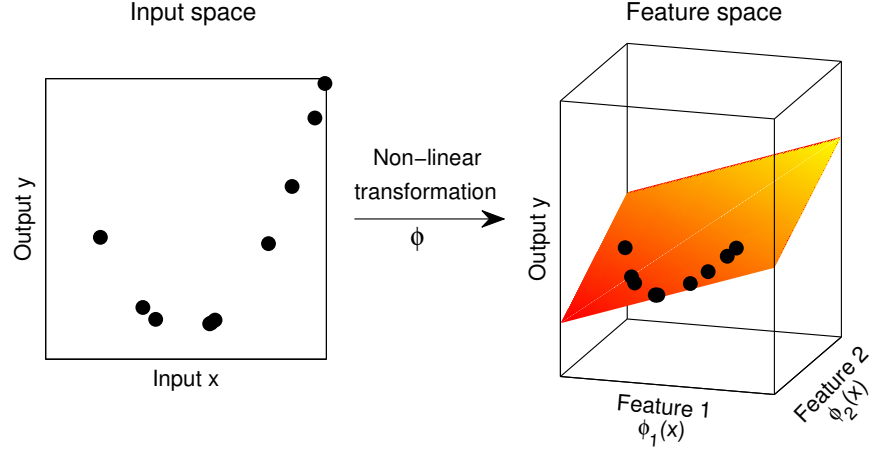 Input space
Output y
Input x
Non−linear
transformation
ϕ
Feature space
Output y
Feature 1
ϕ1(x)
Feature 2
ϕ2(x)